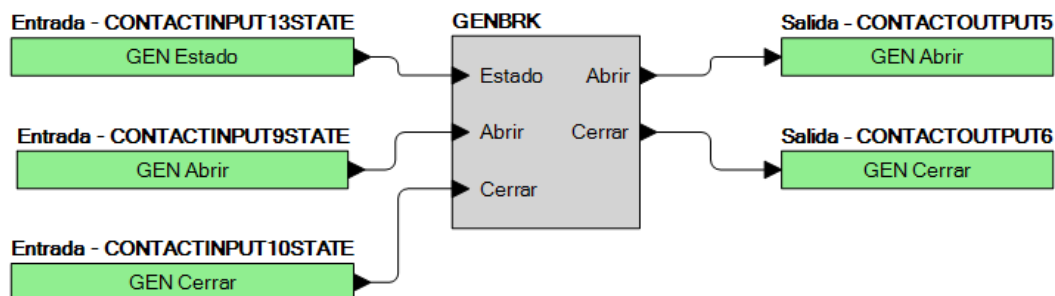 Entrada - CONTACTINPUT13STATE
GEN Estado
Entrada - CONTACTINPUT9STATE
GEN Abrir
Entrada - CONTACTINPUT10STATE
GEN Cerrar
GENBRK
Estado Abrir
Abrir Cerrar
Cerrar
Salida - CONTACTOUTPUT5
GEN Abrir
Salida - CONTACTOUTPUT6
GEN Cerrar